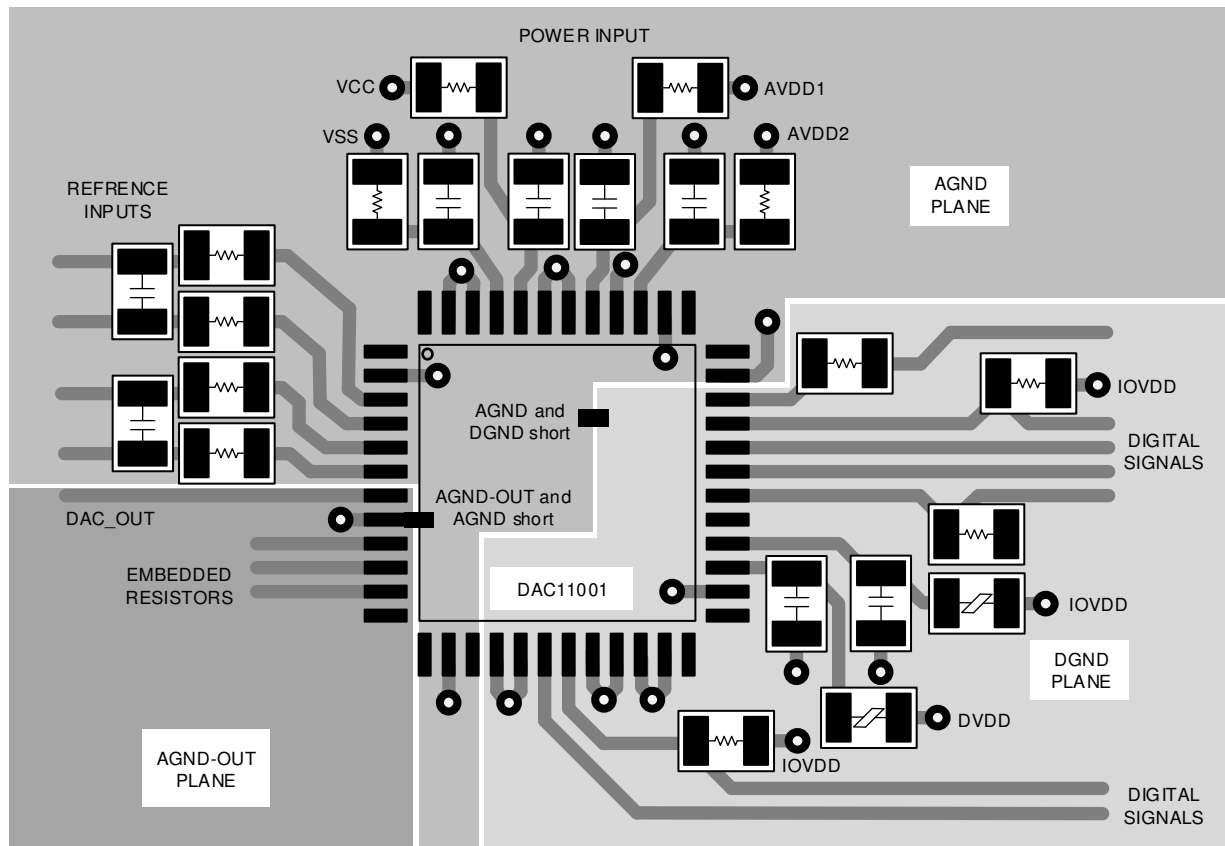 POWER INPUT
VCC
AVDD1
VSS
AVDD2
REFRENCE
INPUTS
AGND
PLANE
IOVDD
AGND and
DGND short
DIGITAL
SIGNALS
AGND-OUT and
AGND short
DAC_OUT
EMBEDDED
RESISTORS
DAC11001
IOVDD
DGND
PLANE
DVDD
AGND-OUT
PLANE
IOVDD
DIGITAL
SIGNALS